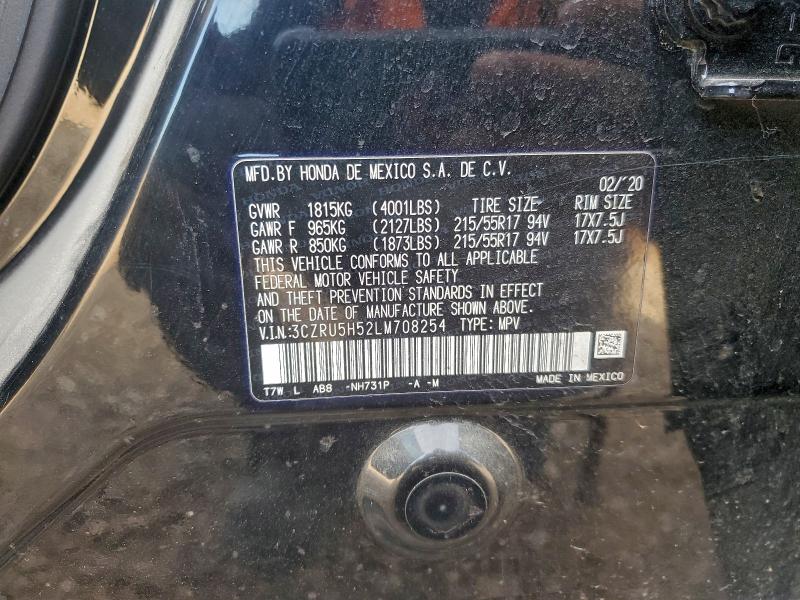 MFD.BY HONDA DE MEXICO S.A. DE C.V.
02/'20
GVWR 1815KG (4001LBS) TIRE SIZE RIM SIZE
GAWR F 965KG (2127LBS) 215/55R17 94V 17X7.5J
GAWR R 850KG (1873LBS) 215/55R17 94V 17X7.5J
THIS VEHICLE CONFORMS TO ALL APPLICABLE
FEDERAL MOTOR VEHICLE SAFETY
AND THEFT PREVENTION STANDARDS IN EFFECT
ON THE DATE OF MANUFACTURE SHOWN ABOVE.
V.I.N.:3CZRU5H52LM708254 TYPE: MPV
T7W L AB8 -NH731P -A -M MADE IN MEXICO